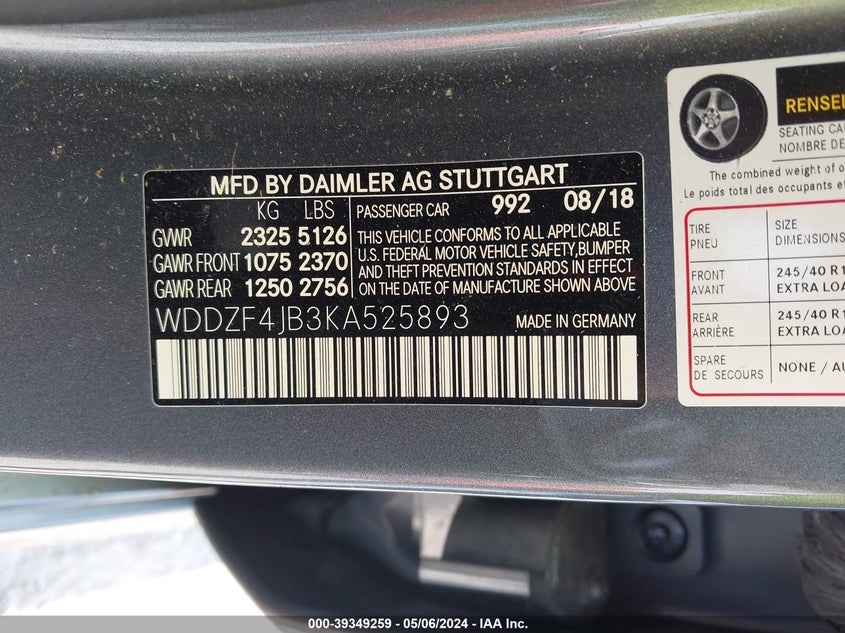 MFD BY DAIMLER AG STUTTGART
KG LBS
GVWR 2325 5126
GAWR FRONT 1075 2370
GAWR REAR 1250 2756
PASSENGER CAR 992 08/18
THIS VEHICLE CONFORMS TO ALL APPLICABLE
U.S. FEDERAL MOTOR VEHICLE SAFETY,BUMPER
AND THEFT PREVENTION STANDARDS IN EFFECT
ON THE DATE OF MANUFACTURE SHOWN ABOVE
WDDZF4JB3KA525893 MADE IN GERMANY
RENSEI
SEATING CA
NOMBRE DE
The combined weight of o
Le poids total des occupants et
TIRE
PNEU
SIZE
DIMENSIONS
FRONT
AVANT
245/40 R1
EXTRA LOA
REAR
ARRIÈRE
245/40 R1
EXTRA LOA
SPARE
DE SECOURS
NONE / AU
000-39349259 - 05/06/2024 - IAA Inc.